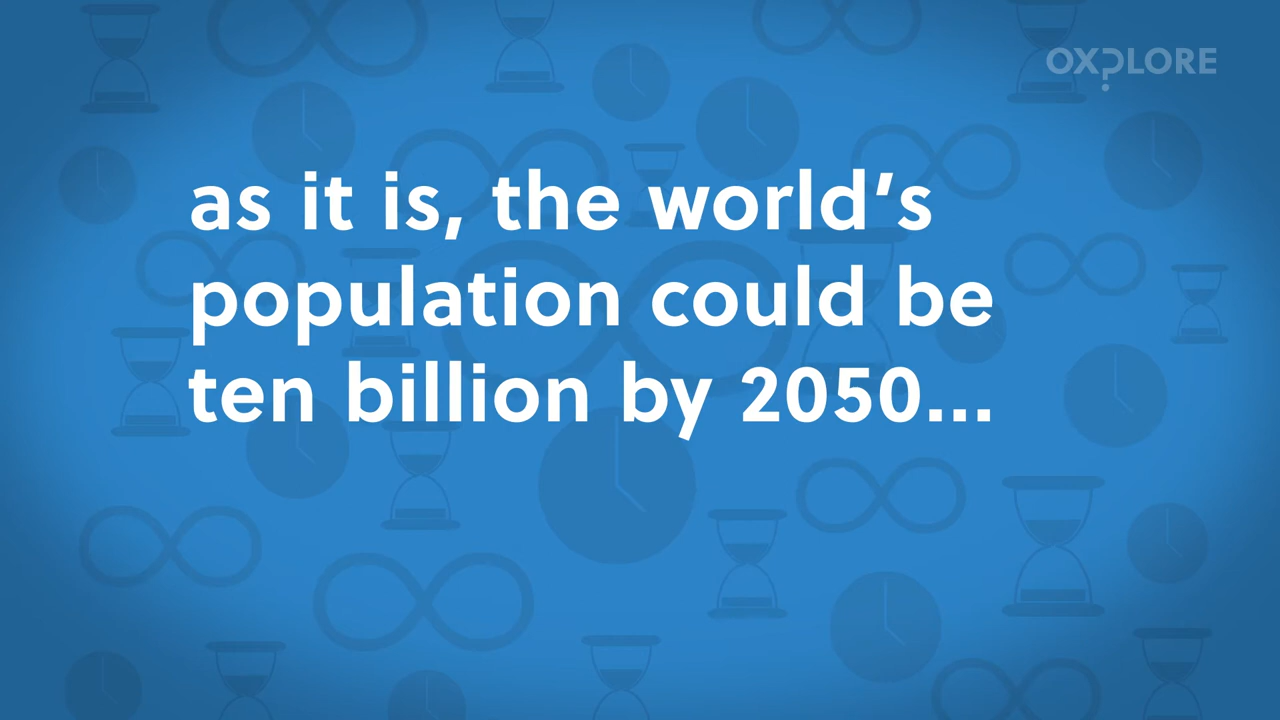 OXPLORE
as it is, the world’s
population could be
ten billion by 2050...